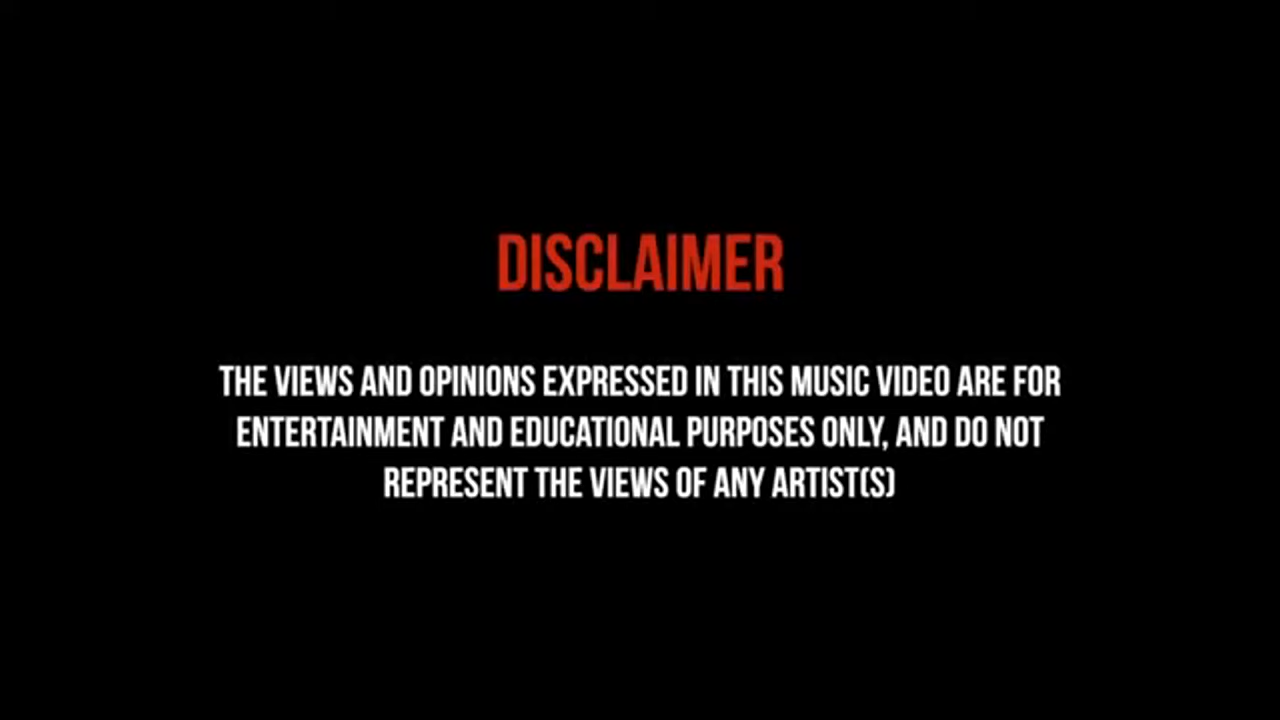 DISCLAIMER
THE VIEWS AND OPINIONS EXPRESSED IN THIS MUSIC VIDEO ARE FOR
ENTERTAINMENT AND EDUCATIONAL PURPOSES ONLY, AND DO NOT
REPRESENT THE VIEWS OF ANY ARTIST(S)